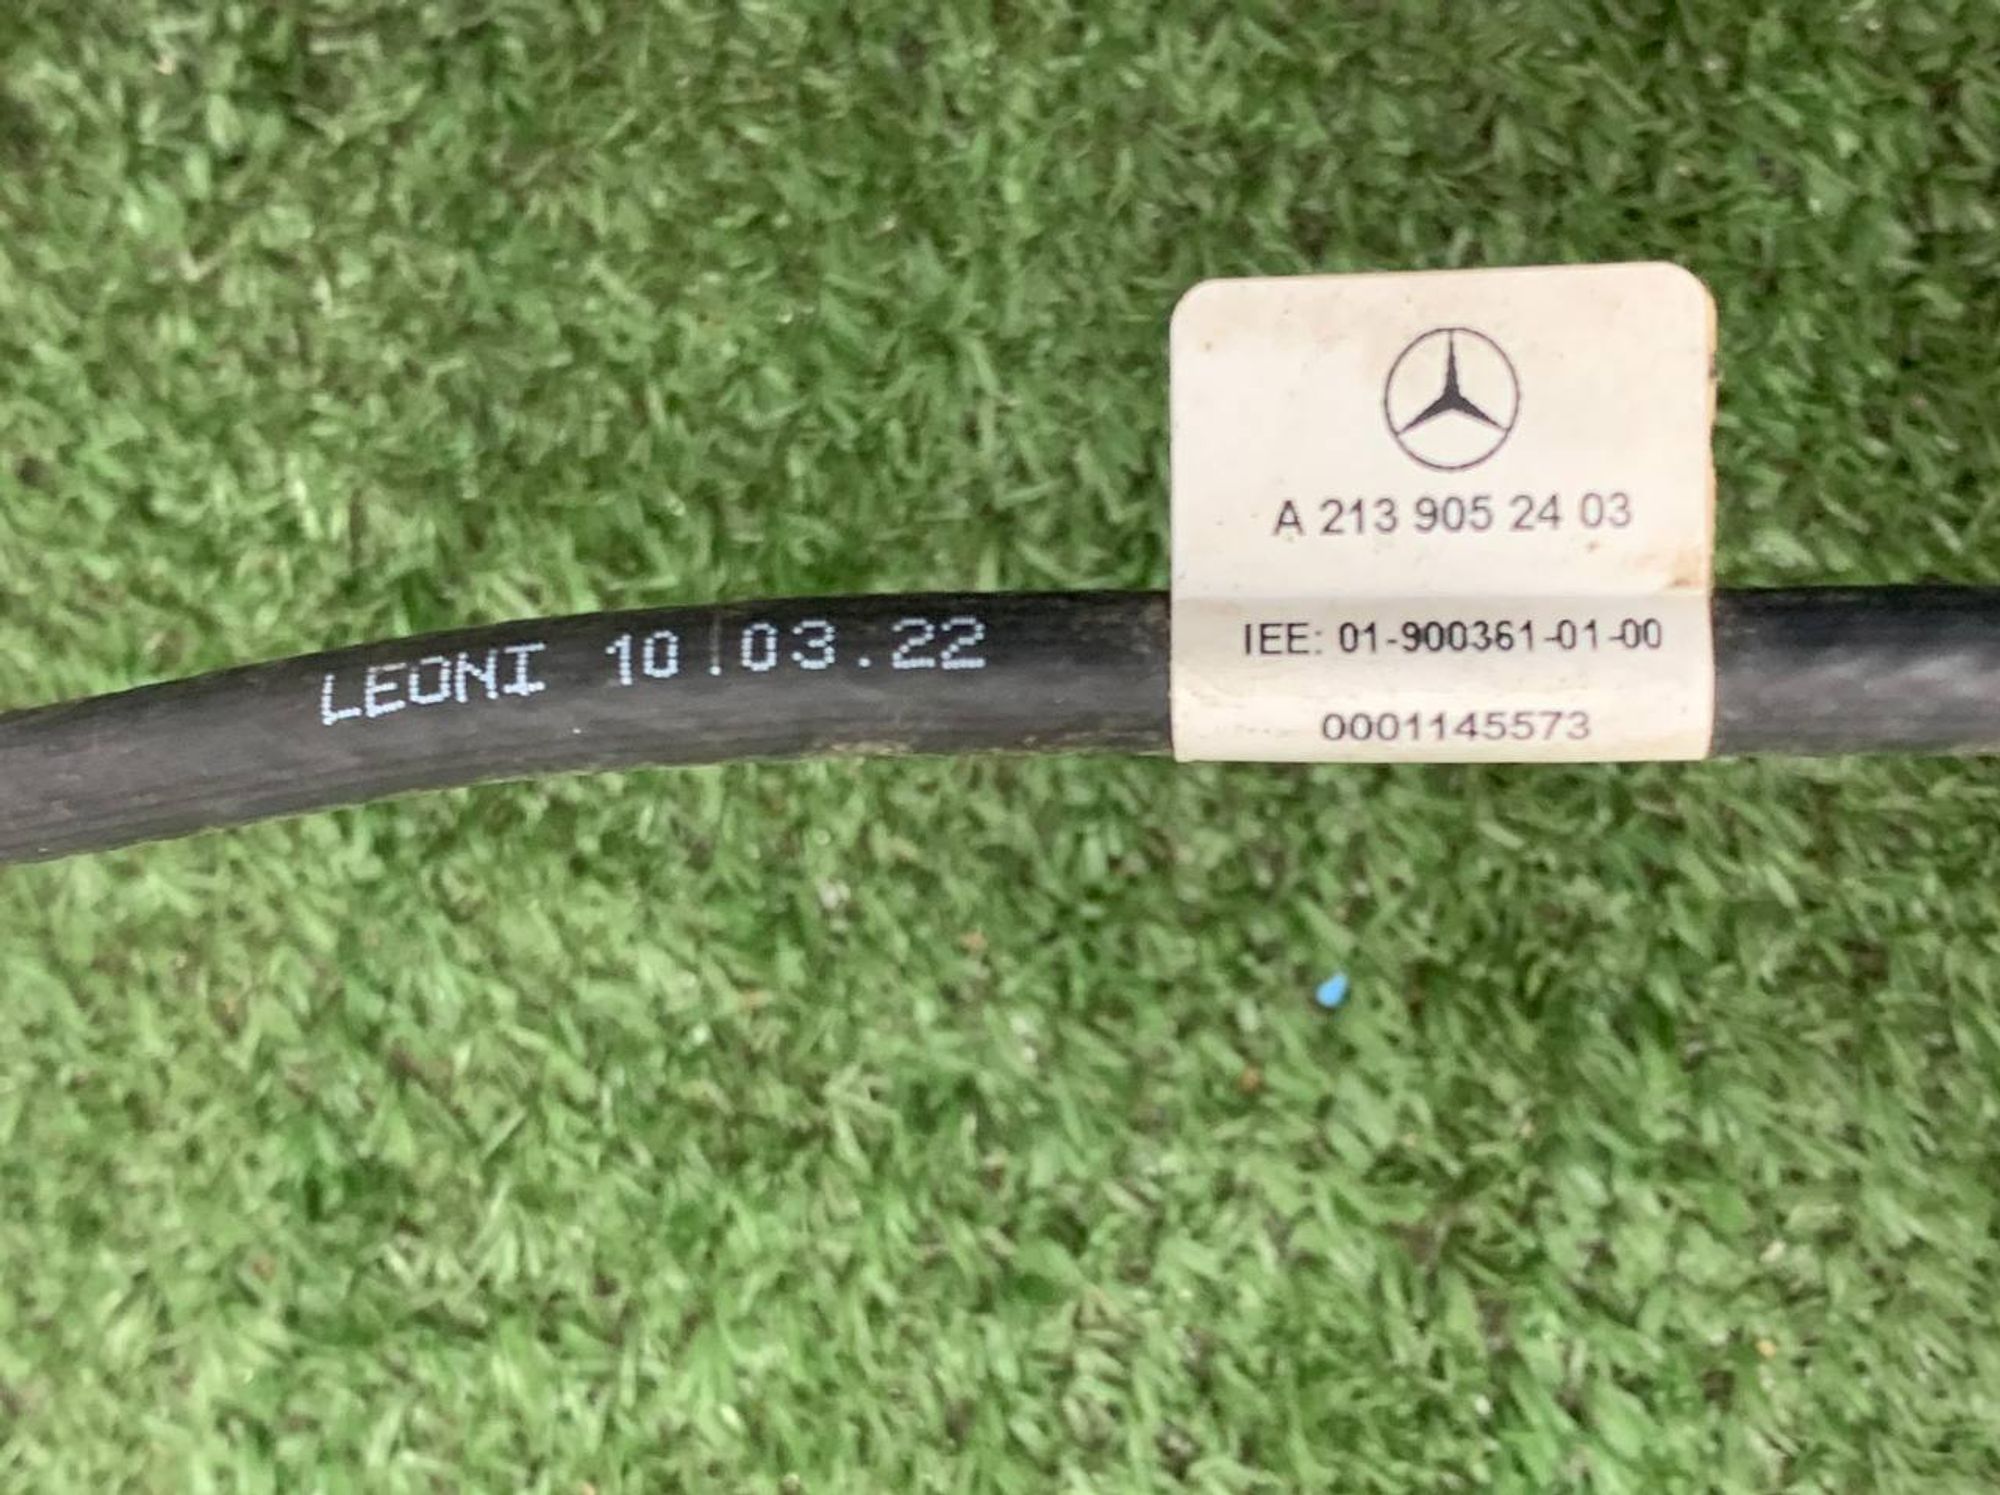 LEONI 10.03.22
A 213 905 24 03
IEE: 01-900361-01-00
0001145573